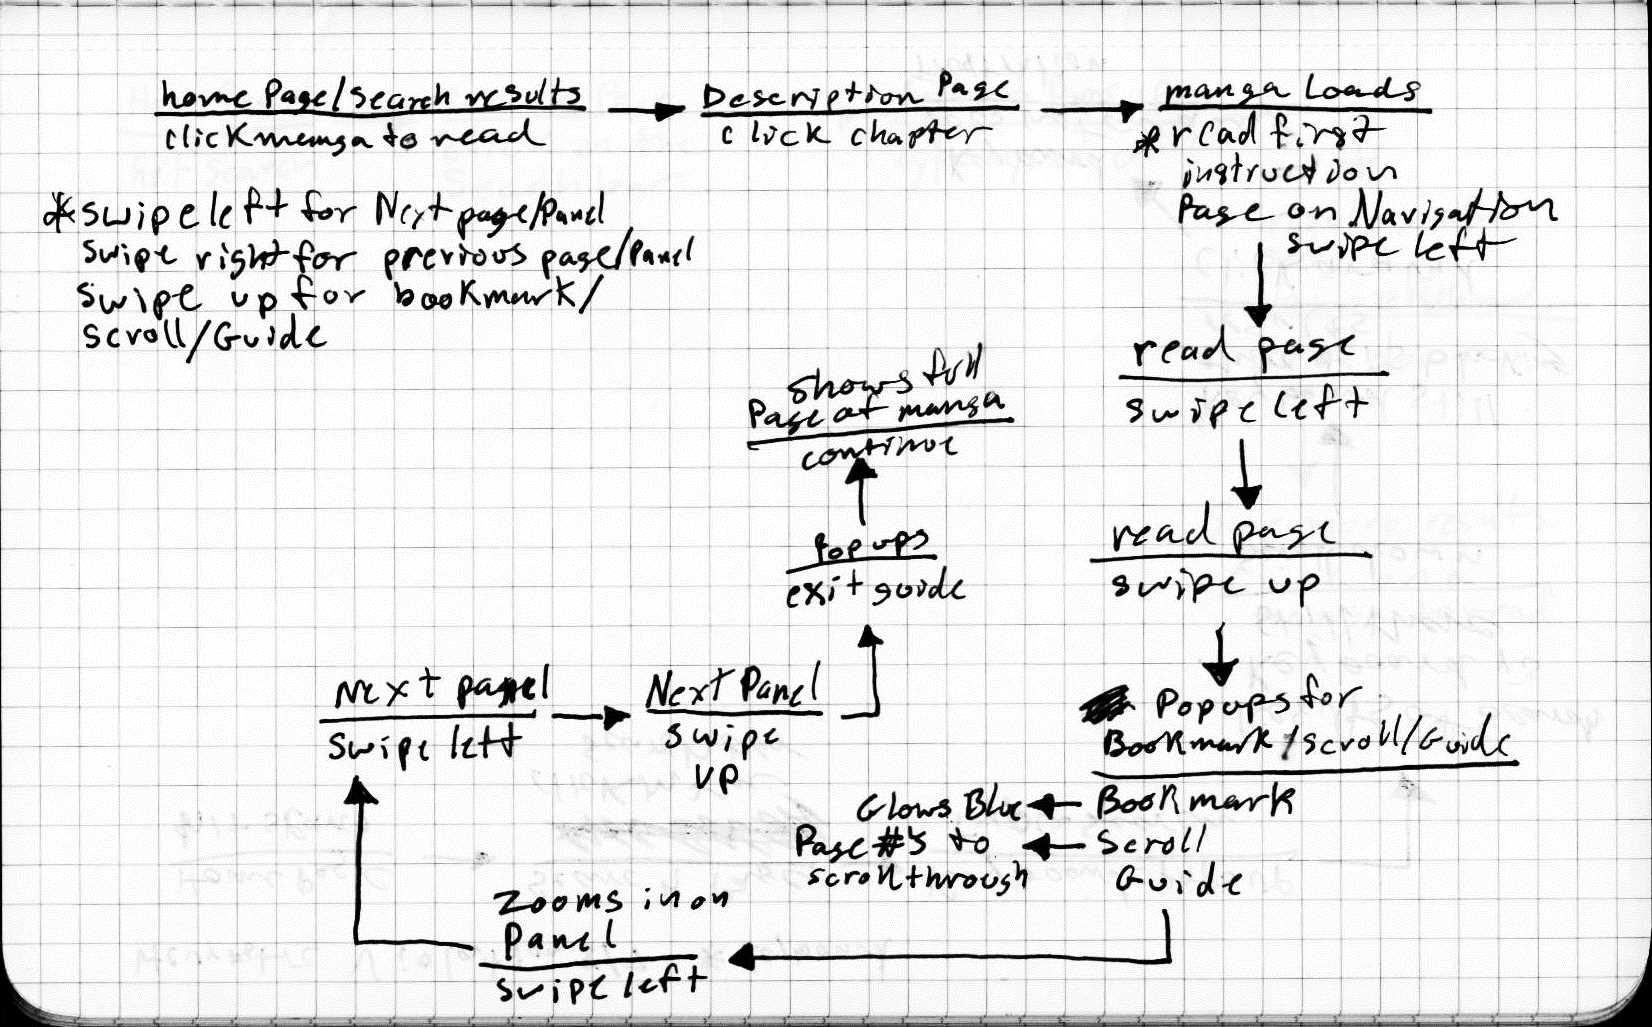 home Page/search results
click manga to read
Description Page
click chapter
manga Loads
*read first
instruction
Page on Navigation
swipe left
*swipe left for Next page/Panel
swipe right for previous page/Panel
swipe up for bookmark/
scroll/Guide
read page
swipe left
read page
swipe up
Popups for
Bookmark/scroll/Guide
Bookmark
Glows Blue
Scroll
Page #'s to
scroll through
Guide
Zooms in on
Panel
swipe left
Next panel
swipe left
Next Panel
swipe
up
Popups
exit guide
shows full
Page of manga
continue